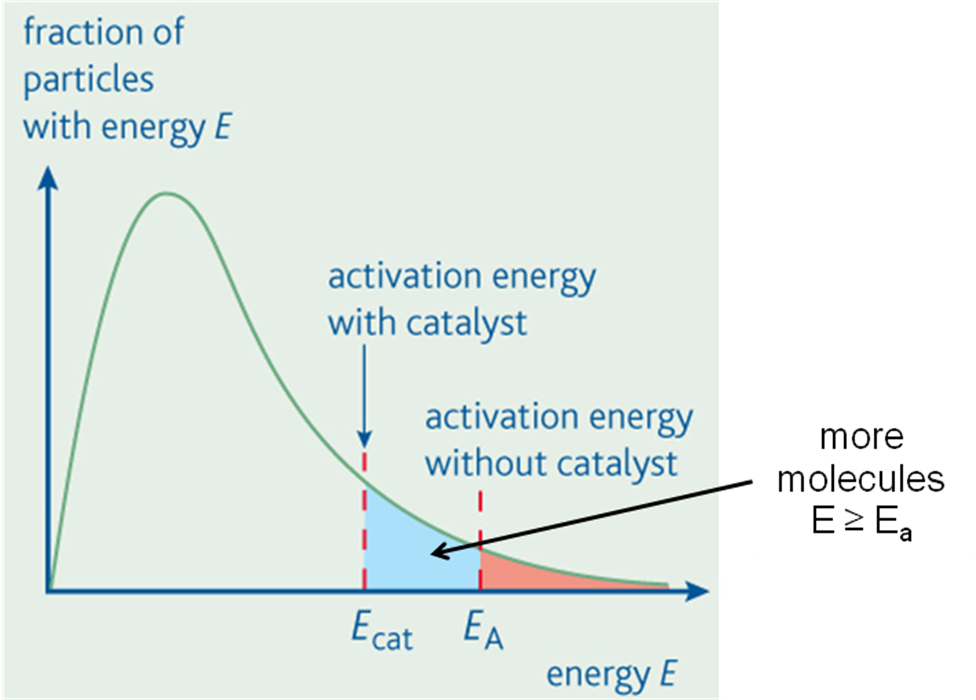 fraction of
particles
with energy E
activation energy
with catalyst
activation energy
without catalyst
more
molecules
E ≥ Ea
Ecat
EA
energy E